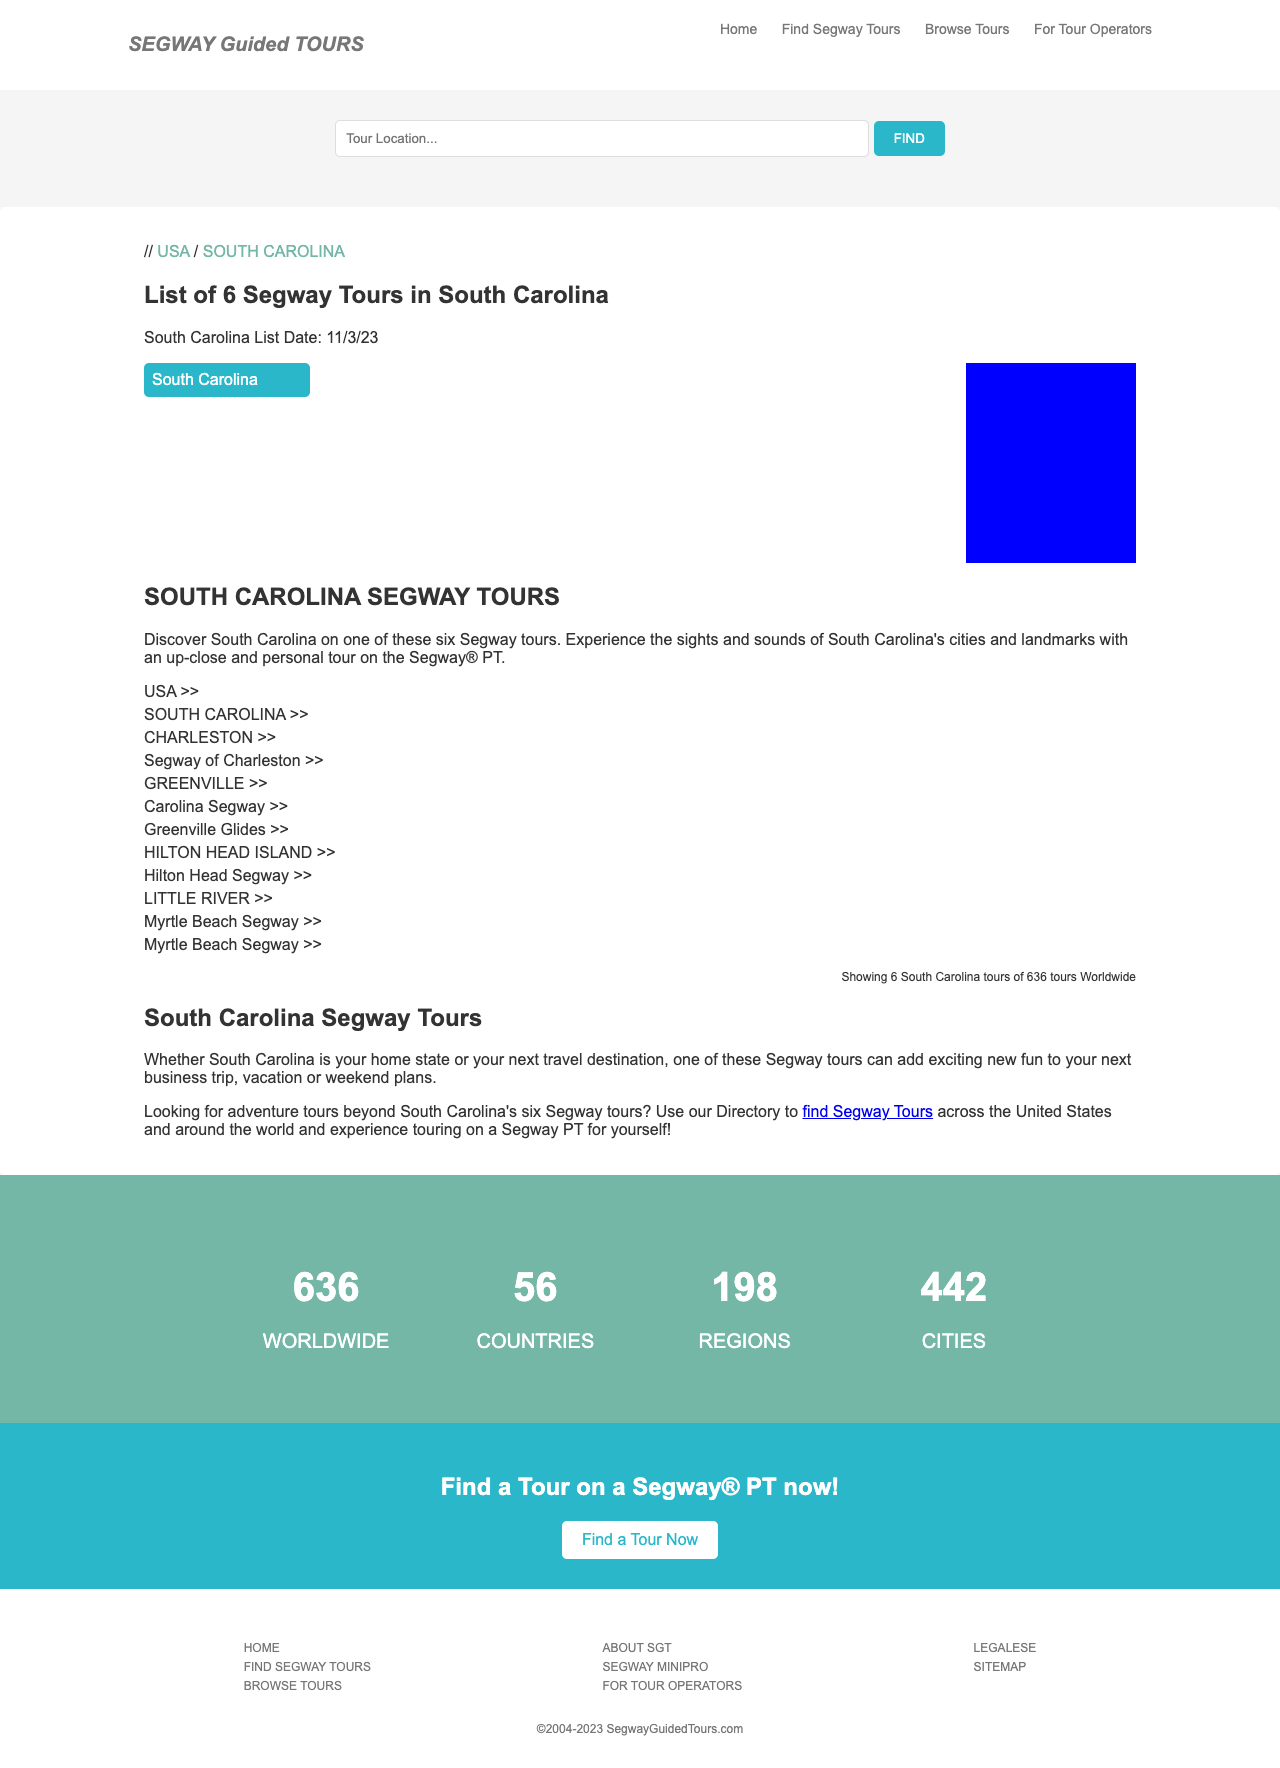 SEGWAY Guided TOURS
Home Find Segway Tours Browse Tours For Tour Operators
Tour Location... FIND
// USA / SOUTH CAROLINA
List of 6 Segway Tours in South Carolina
South Carolina List Date: 11/3/23
South Carolina
SOUTH CAROLINA SEGWAY TOURS
Discover South Carolina on one of these six Segway tours. Experience the sights and sounds of South Carolina's cities and landmarks with
an up-close and personal tour on the Segway® PT.
USA >>
SOUTH CAROLINA >>
CHARLESTON >>
Segway of Charleston >>
GREENVILLE >>
Carolina Segway >>
Greenville Glides >>
HILTON HEAD ISLAND >>
Hilton Head Segway >>
LITTLE RIVER >>
Myrtle Beach Segway >>
Myrtle Beach Segway >>
Showing 6 South Carolina tours of 636 tours Worldwide
South Carolina Segway Tours
Whether South Carolina is your home state or your next travel destination, one of these Segway tours can add exciting new fun to your next
business trip, vacation or weekend plans.
Looking for adventure tours beyond South Carolina's six Segway tours? Use our Directory to find Segway Tours across the United States
and around the world and experience touring on a Segway PT for yourself!
636 56 198 442
WORLDWIDE COUNTRIES REGIONS CITIES
Find a Tour on a Segway® PT now!
Find a Tour Now
HOME ABOUT SGT LEGALESE
FIND SEGWAY TOURS SEGWAY MINIPRO SITEMAP
BROWSE TOURS FOR TOUR OPERATORS
©2004-2023 SegwayGuidedTours.com